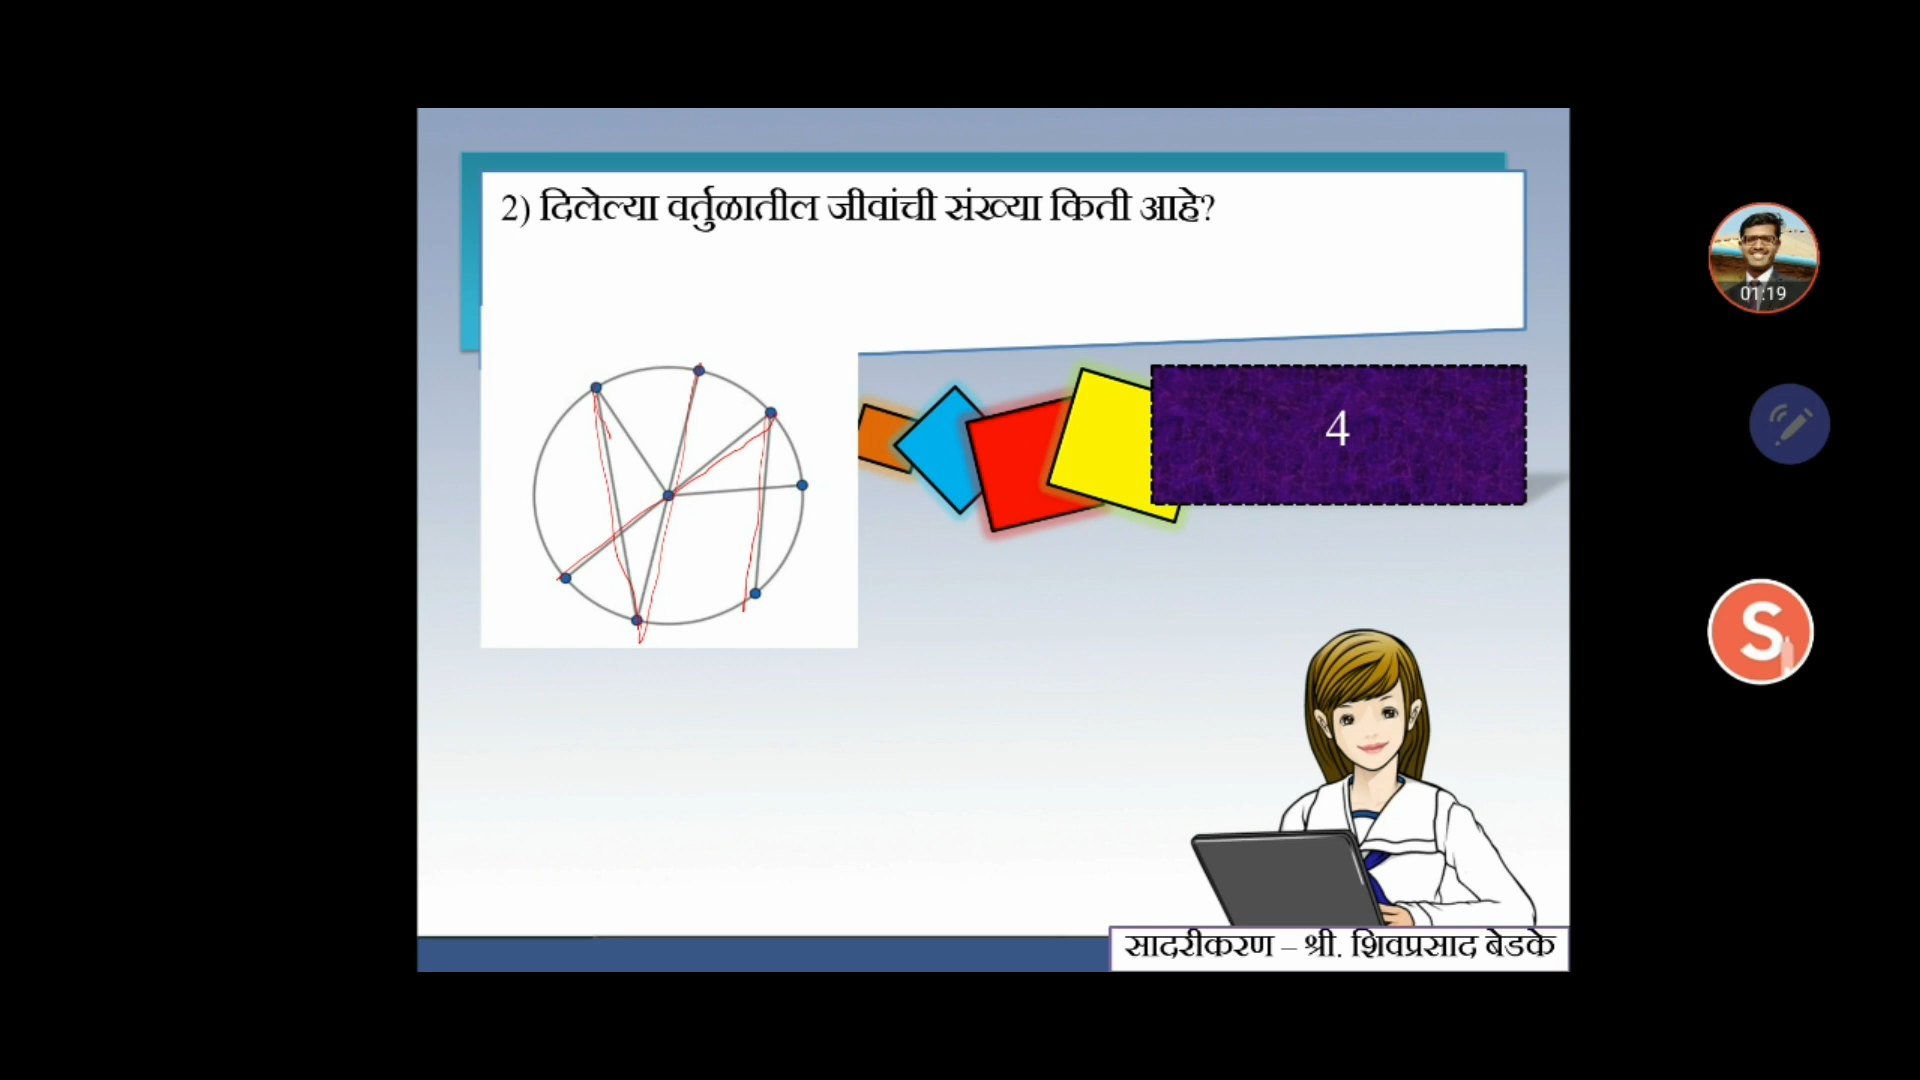 2) दिलेल्या वर्तुळातील जीवांची संख्या किती आहे?
01:19
4
S
सादरीकरण – श्री. शिवप्रसाद बेडके